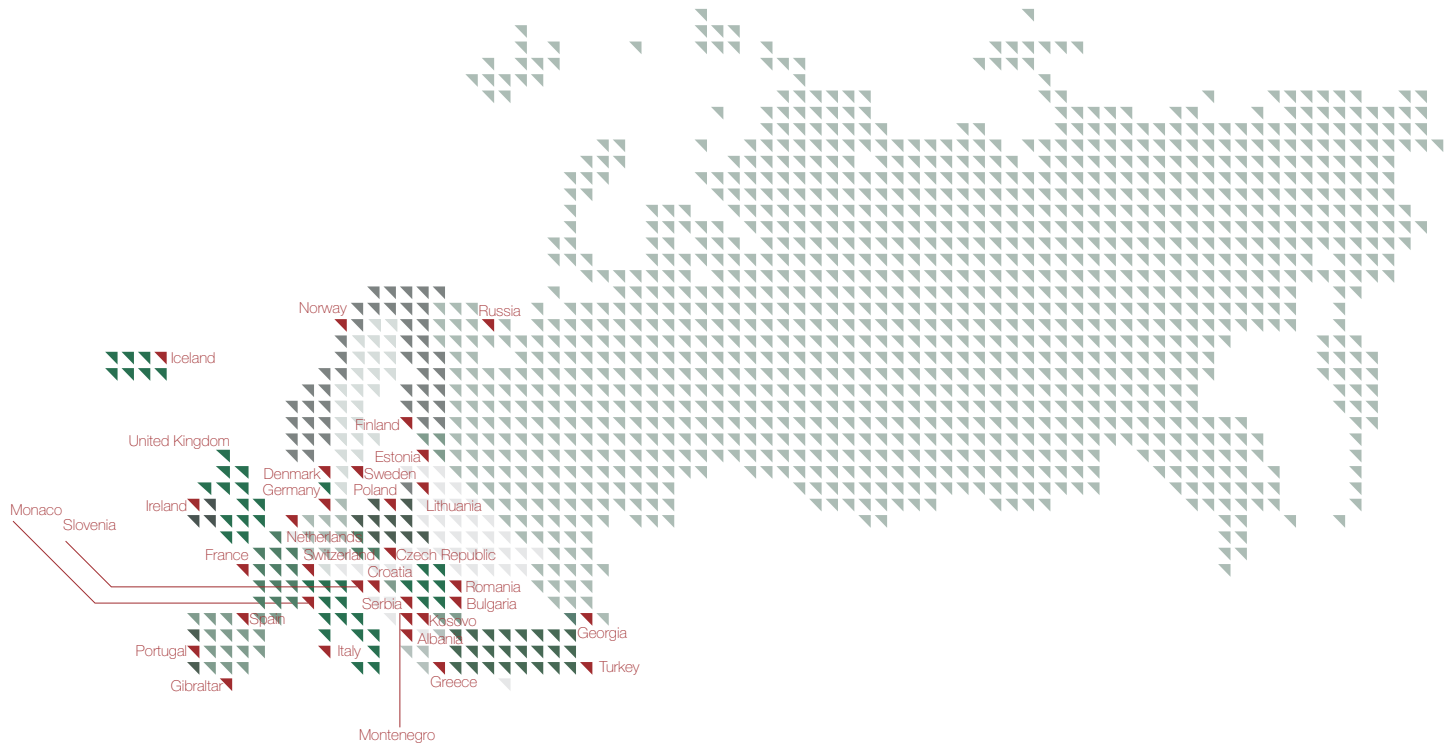 Norway
Russia
Iceland
Finland
United Kingdom
Estonia
Denmark
Sweden
Germany
Poland
Ireland
Lithuania
Monaco
Slovenia
Netherlands
France
Switzerland
Czech Republic
Croatia
Romania
Serbia
Bulgaria
Spain
Kosovo
Georgia
Albania
Portugal
Italy
Turkey
Gibraltar
Greece
Montenegro